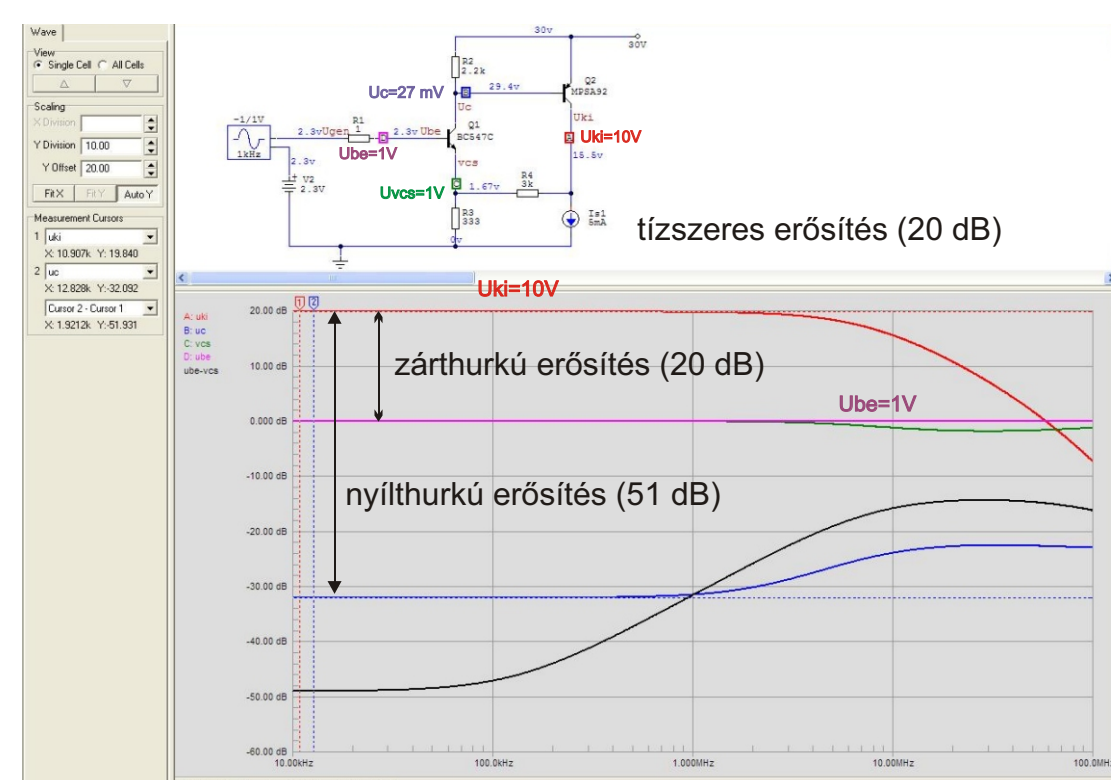 Wave
View
Single Cell All Cells
Scaling
X Division
Y Division 10.00
Y Offset 20.00
Fit X Fit Y Auto Y
Measurement Cursors
1 uki
X: 10.907k Y: 19.840
2 uc
X: 12.828k Y:-32.092
Cursor 2 - Cursor 1
X: 1.9212k Y:-51.931
30v
30V
R2
2.2k
Q2
MPSA92
Uc=27 mV
29.4v
Uc
Uki
-1/1V
1kHz
2.3v Ugen
R1
1
2.3v Ube
Q1
BC547C
Uki=10V
Ube=1V
15.5v
2.3v
vcs
V2
2.3V
Uvcs=1V
1.67v
R4
3k
R3
333
Is1
5mA
0v
tízszeres erősítés (20 dB)
Uki=10V
1 2
A: uki
B: uc
C: vcs
D: ube
ube-vcs
20.00 dB
10.00 dB
0.000 dB
-10.00 dB
-20.00 dB
-30.00 dB
-40.00 dB
-50.00 dB
-60.00 dB
zárthurkú erősítés (20 dB)
Ube=1V
nyílthurkú erősítés (51 dB)
10.00kHz 100.0kHz 1.000MHz 10.00MHz 100.0MHz